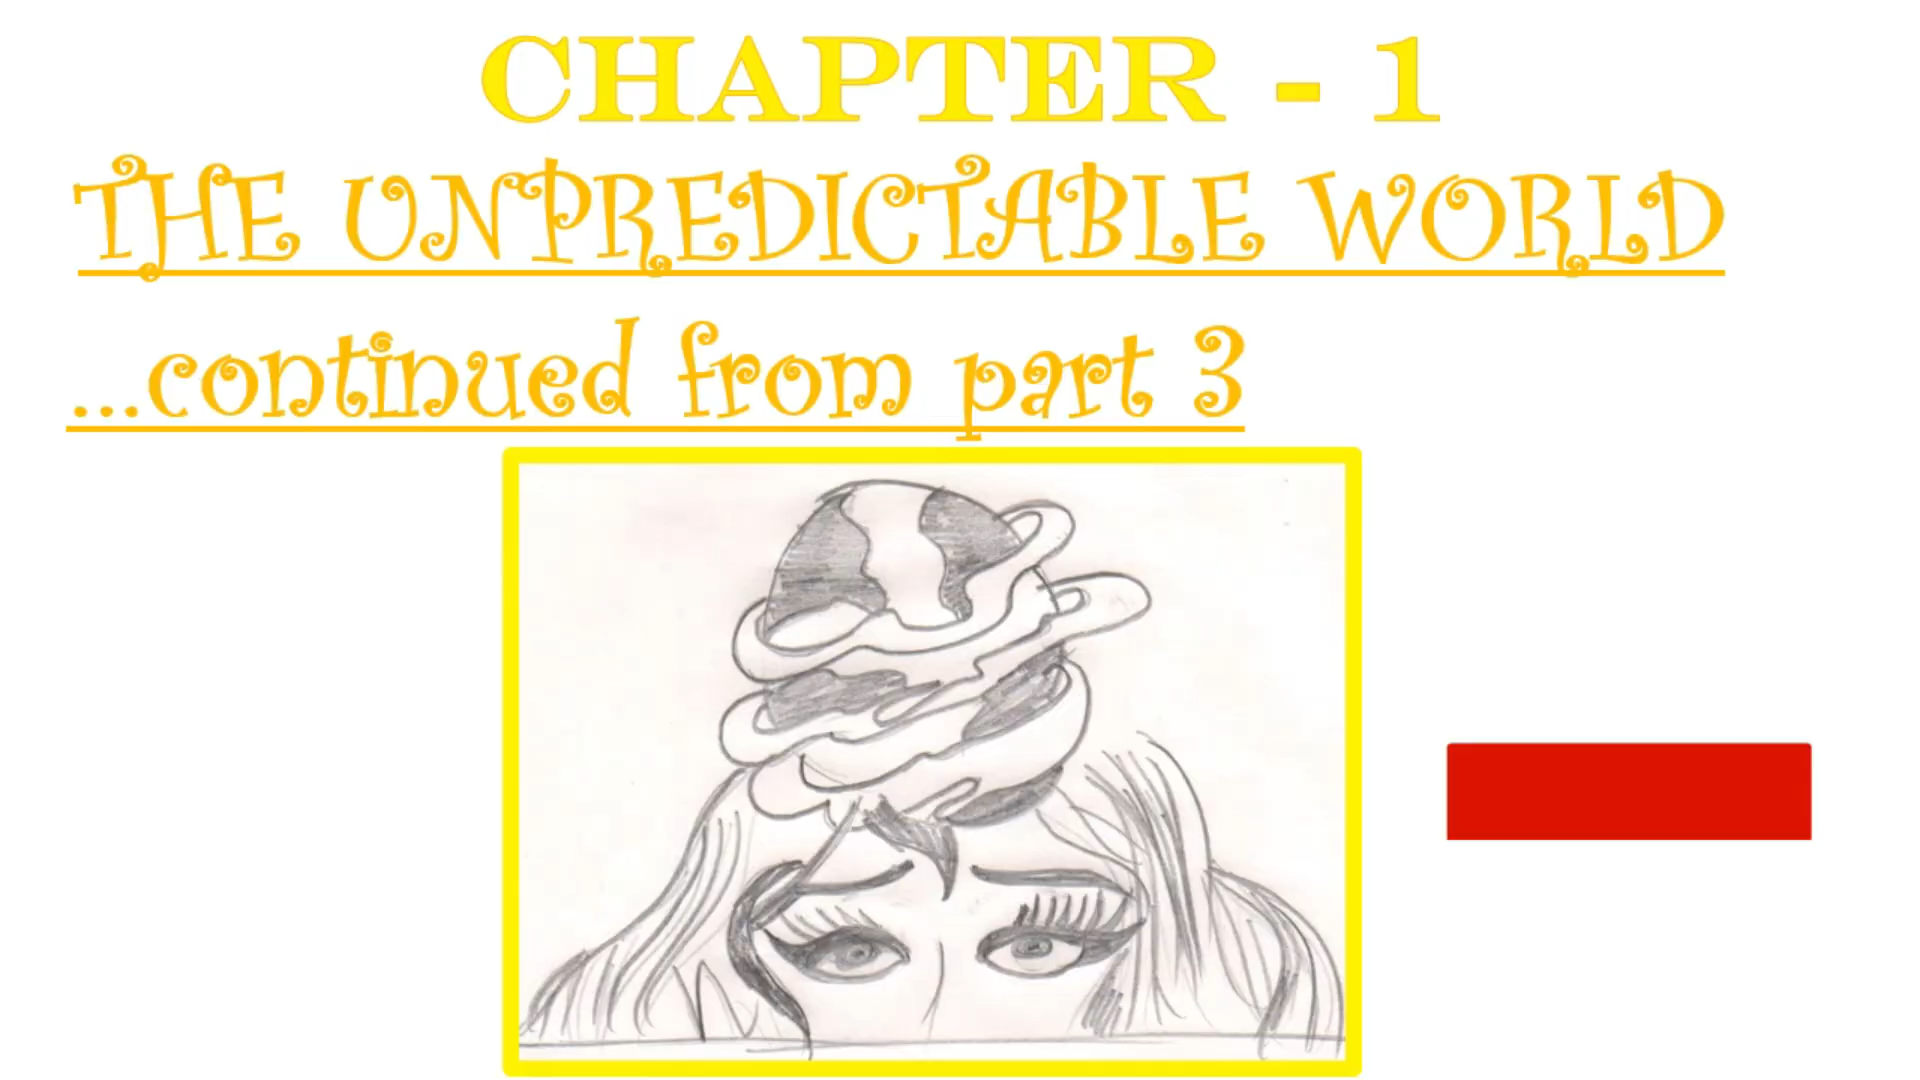 CHAPTER - 1
THE UNPREDICTABLE WORLD
...continued from part 3